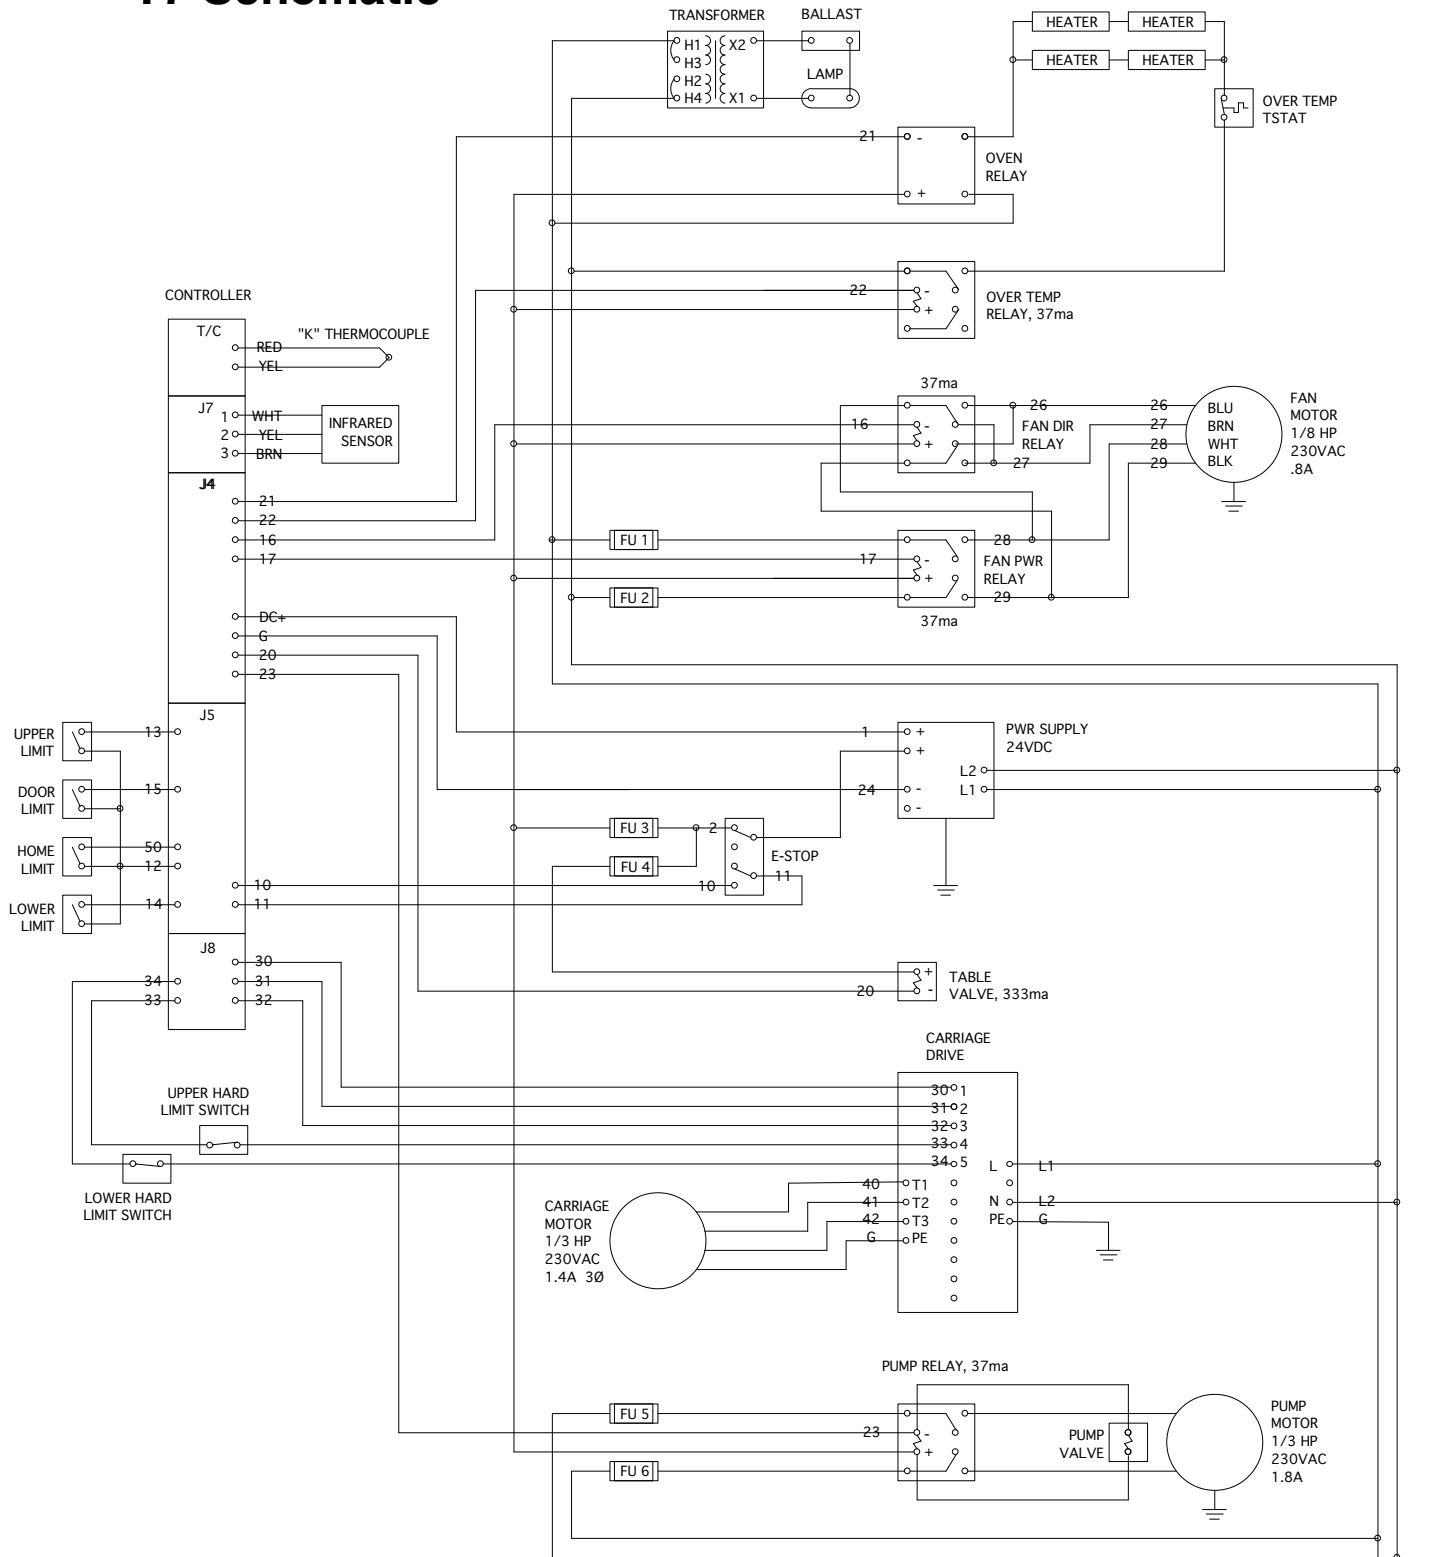 Schematic
TRANSFORMER
BALLAST
H1
H3
H2
H4
X2
X1
LAMP
HEATER
HEATER
HEATER
HEATER
OVER TEMP
TSTAT
21
-
+
OVEN
RELAY
22
-
+
OVER TEMP
RELAY, 37ma
CONTROLLER
T/C
RED
YEL
"K" THERMOCOUPLE
J7
1
WHT
2
YEL
3
BRN
INFRARED
SENSOR
37ma
16
-
+
26
FAN DIR
RELAY
27
26
27
28
29
BLU
BRN
WHT
BLK
FAN
MOTOR
1/8 HP
230VAC
.8A
J4
21
22
16
17
DC+
G
20
23
FU 1
FU 2
17
-
+
28
FAN PWR
RELAY
29
37ma
J5
UPPER
LIMIT
13
DOOR
LIMIT
15
HOME
LIMIT
50
12
LOWER
LIMIT
14
10
11
1
+
+
24
-
-
L2
L1
PWR SUPPLY
24VDC
FU 3
FU 4
2
10
11
E-STOP
J8
30
31
32
34
33
20
+
-
TABLE
VALVE, 333ma
UPPER HARD
LIMIT SWITCH
LOWER HARD
LIMIT SWITCH
CARRIAGE
DRIVE
30
1
31
2
32
3
33
4
34
5
40
T1
41
T2
42
T3
G
PE
L
L1
N
L2
PE
G
CARRIAGE
MOTOR
1/3 HP
230VAC
1.4A 3Ø
PUMP RELAY, 37ma
FU 5
FU 6
23
-
+
PUMP
VALVE
PUMP
MOTOR
1/3 HP
230VAC
1.8A